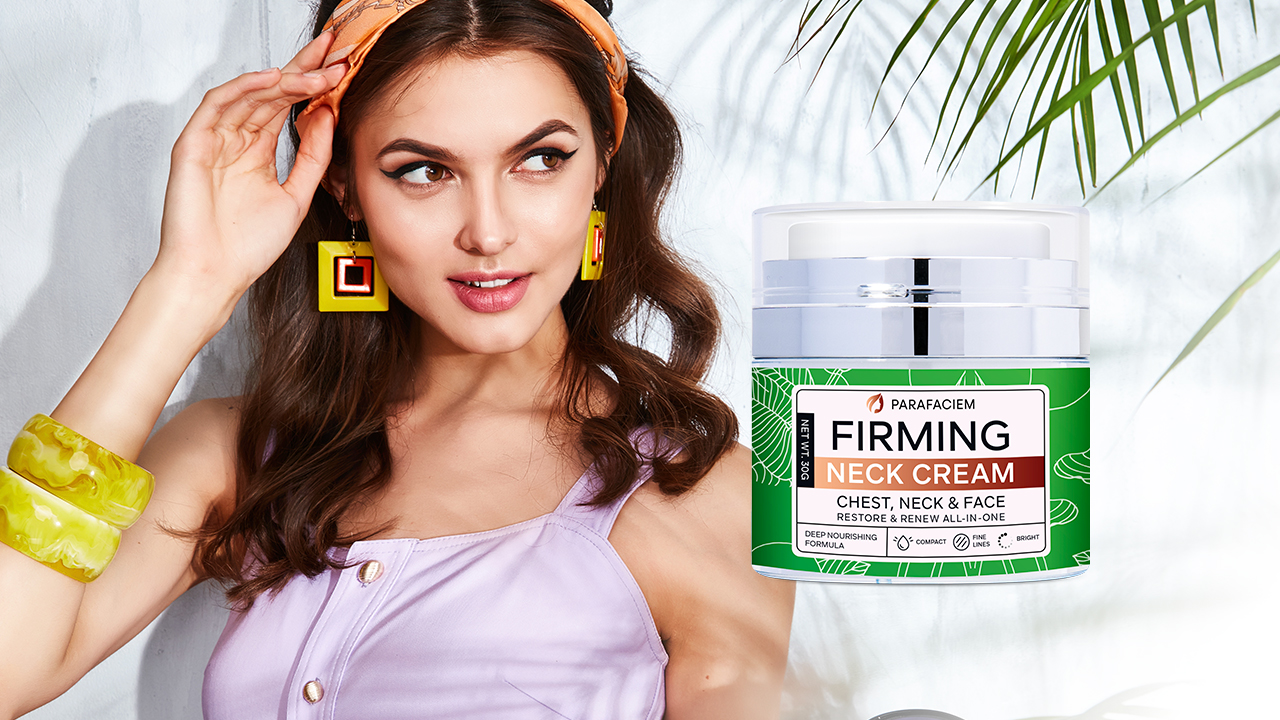 PARAFACIEM
FIRMING
NECK CREAM
NET WT. 30G
CHEST, NECK & FACE
RESTORE & RENEW ALL-IN-ONE
DEEP NOURISHING
FORMULA
COMPACT
FINE
LINES
BRIGHT